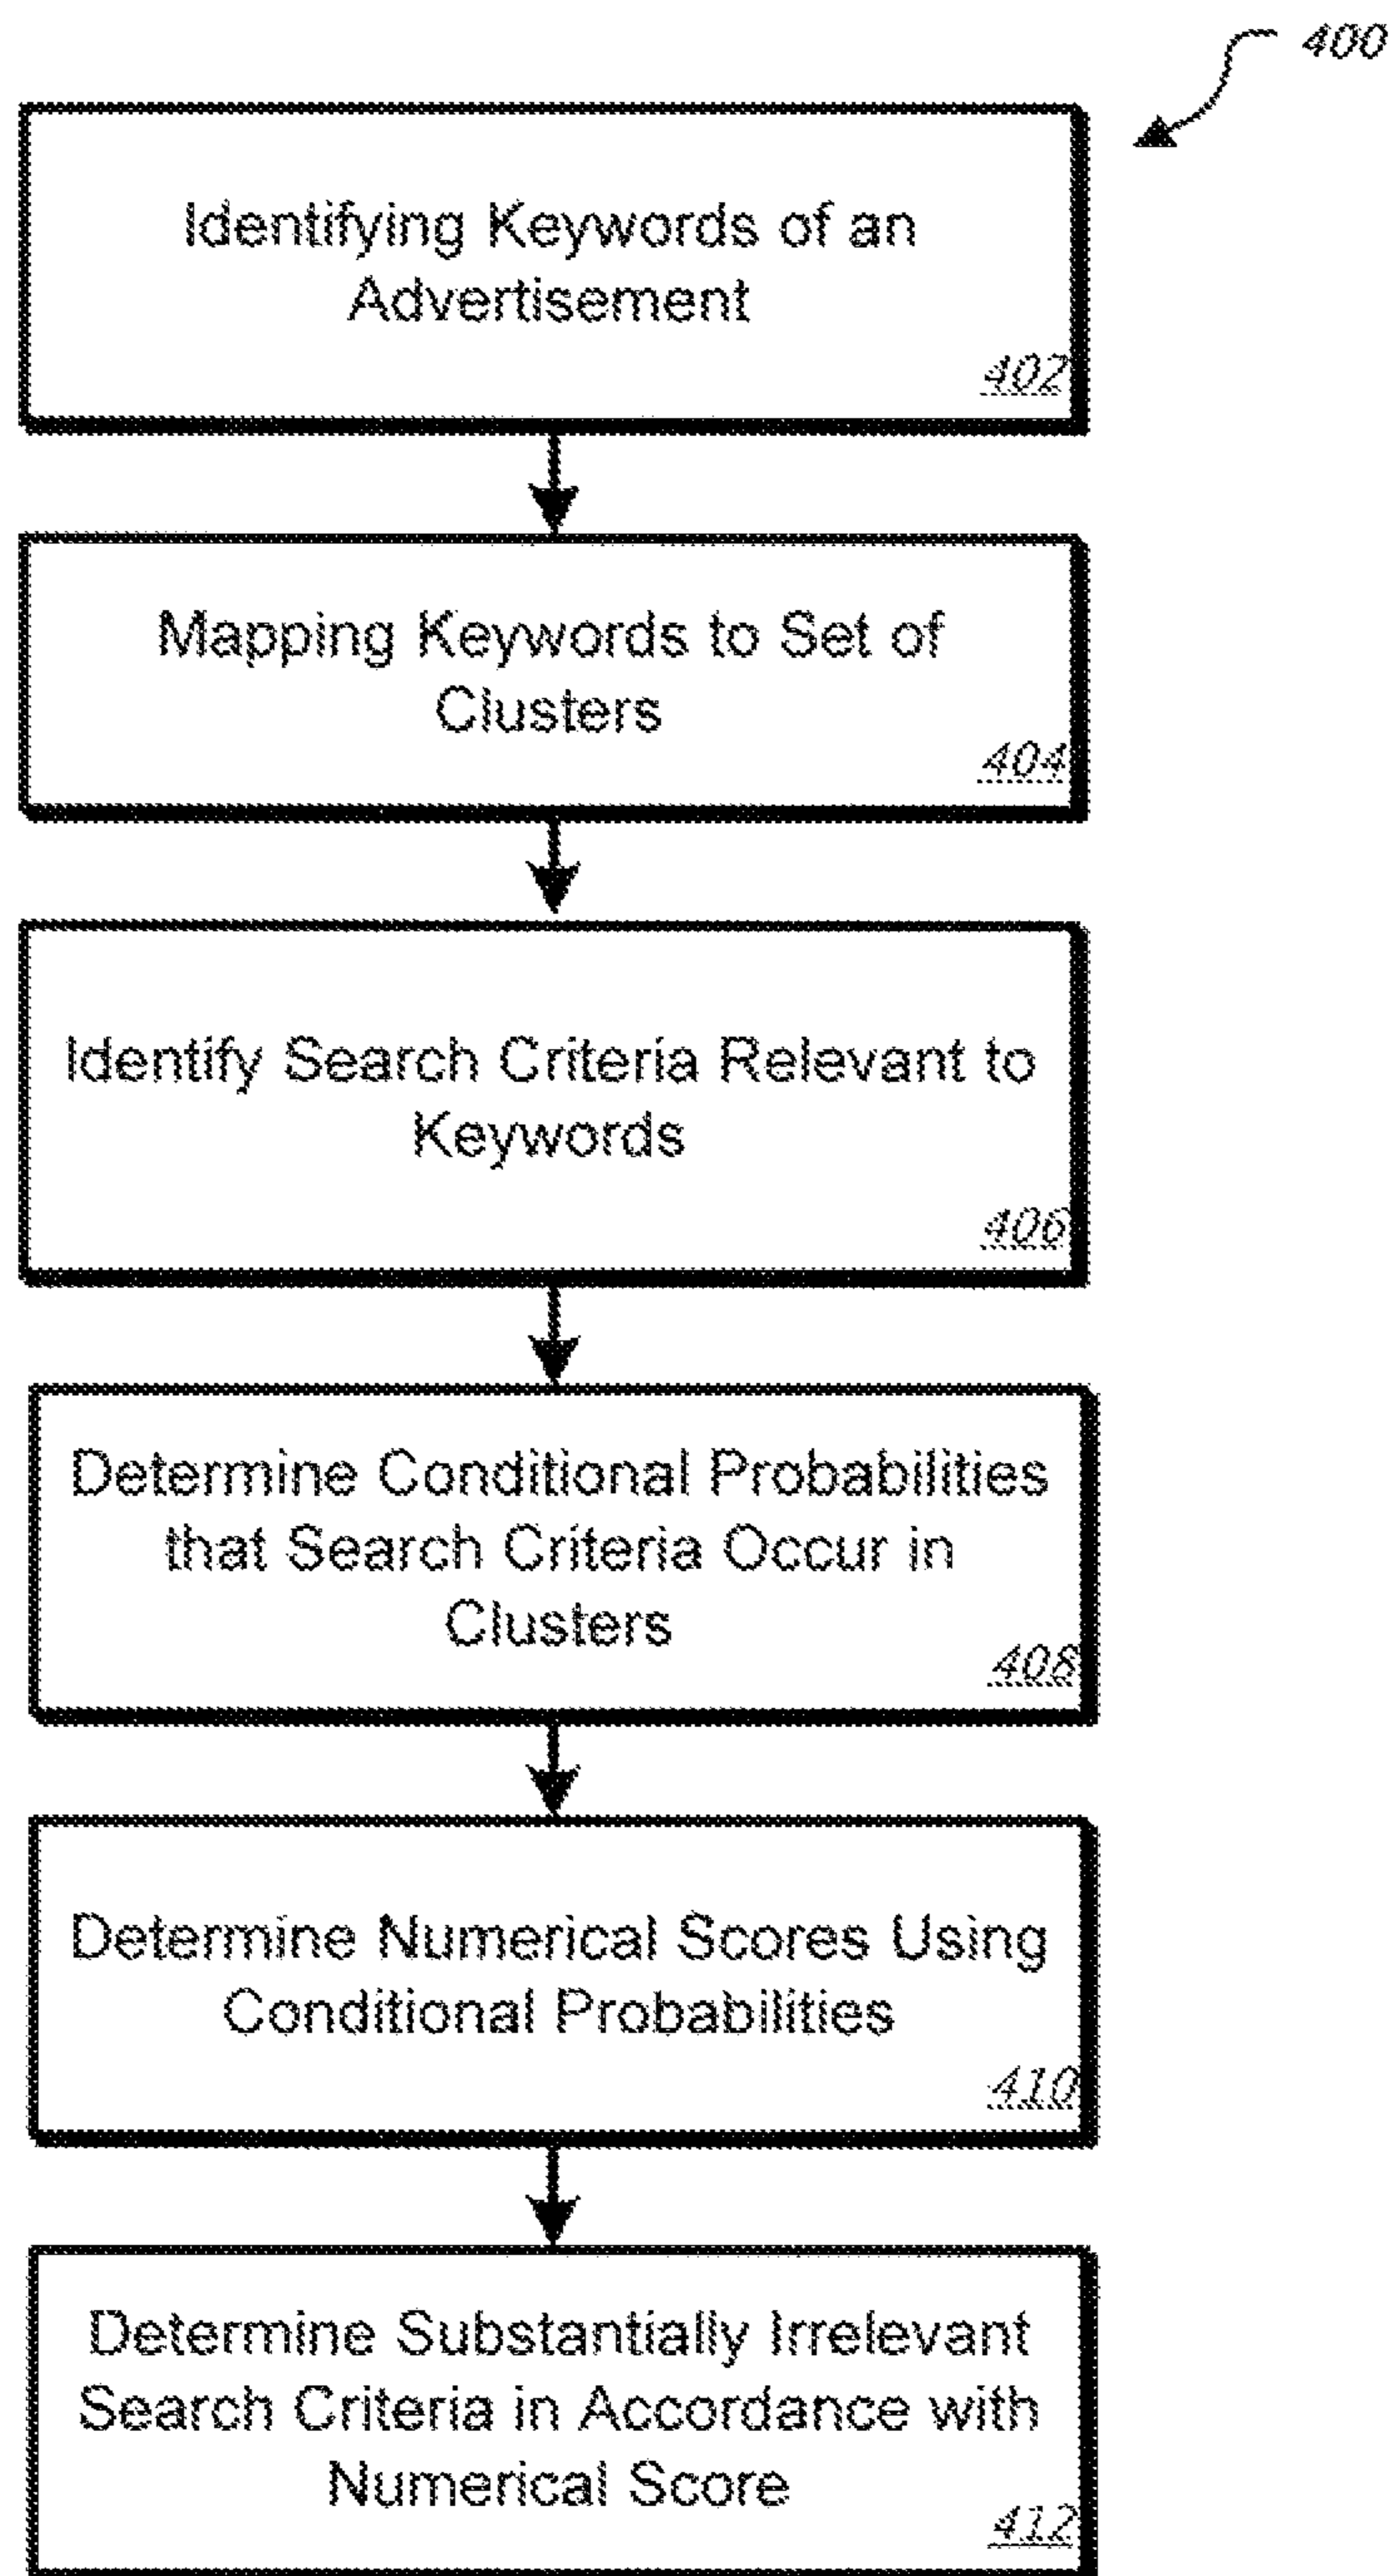 400
Identifying Keywords of an
Advertisement
402
Mapping Keywords to Set of
Clusters
404
Identify Search Criteria Relevant to
Keywords
406
Determine Conditional Probabilities
that Search Criteria Occur in
Clusters
408
Determine Numerical Scores Using
Conditional Probabilities
410
Determine Substantially Irrelevant
Search Criteria in Accordance with
Numerical Score
412